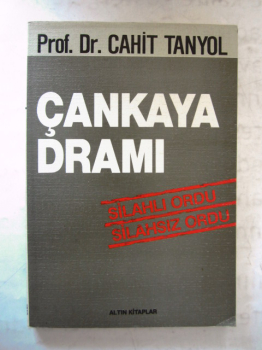 Prof. Dr. CAHİT TANYOL
ÇANKAYA
DRAMI
SİLAHLI ORDU
SİLAHSIZ ORDU
ALTIN KİTAPLAR